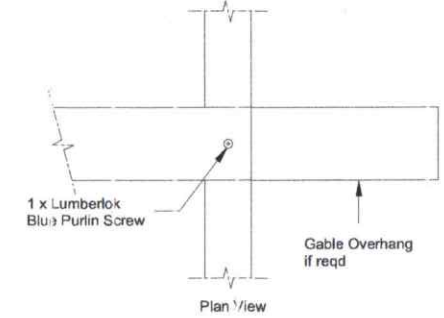 1 x Lumberlok
Blue Purlin Screw
Gable Overhang
if reqd
Plan View